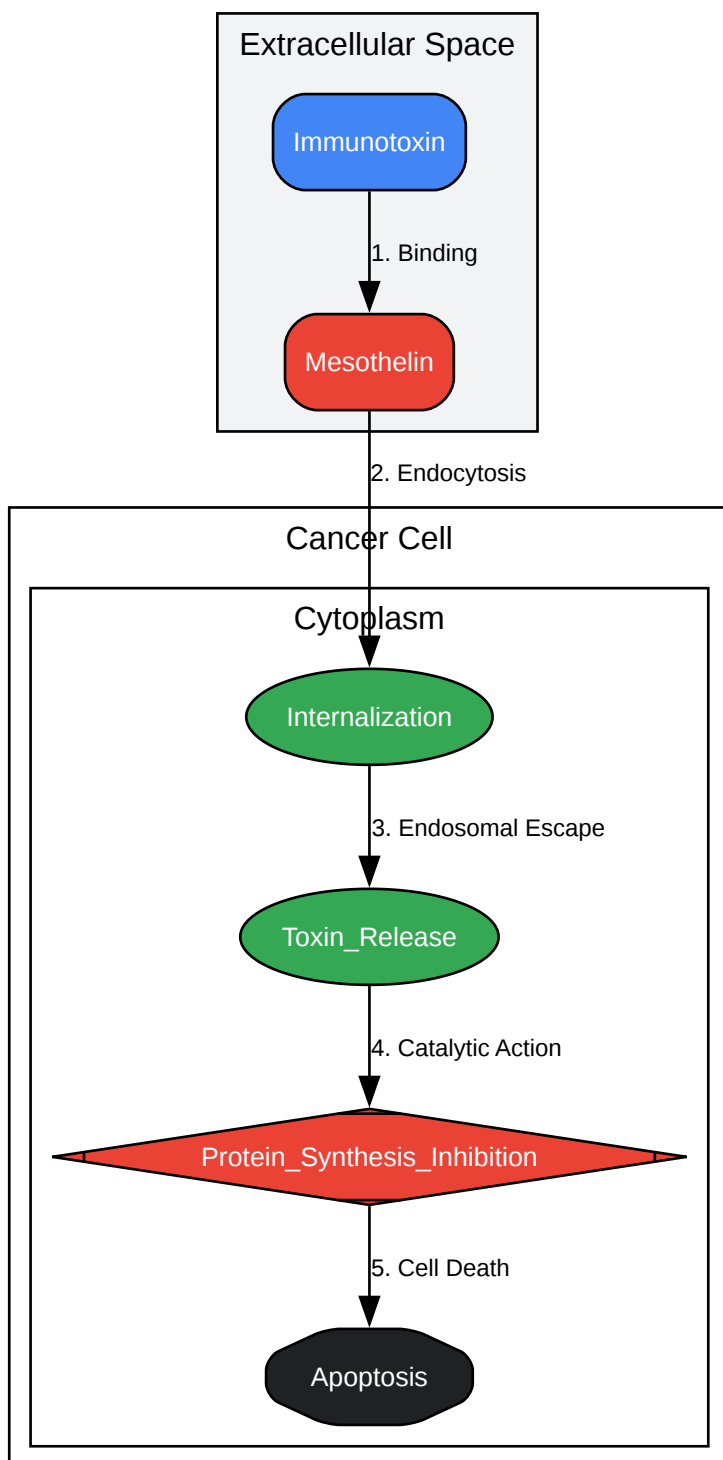 Extracellular Space
Immunotoxin
1. Binding
Mesothelin
2. Endocytosis
Cancer Cell
Cytoplasm
Internalization
3. Endosomal Escape
Toxin_Release
4. Catalytic Action
Protein_Synthesis_Inhibition
5. Cell Death
Apoptosis